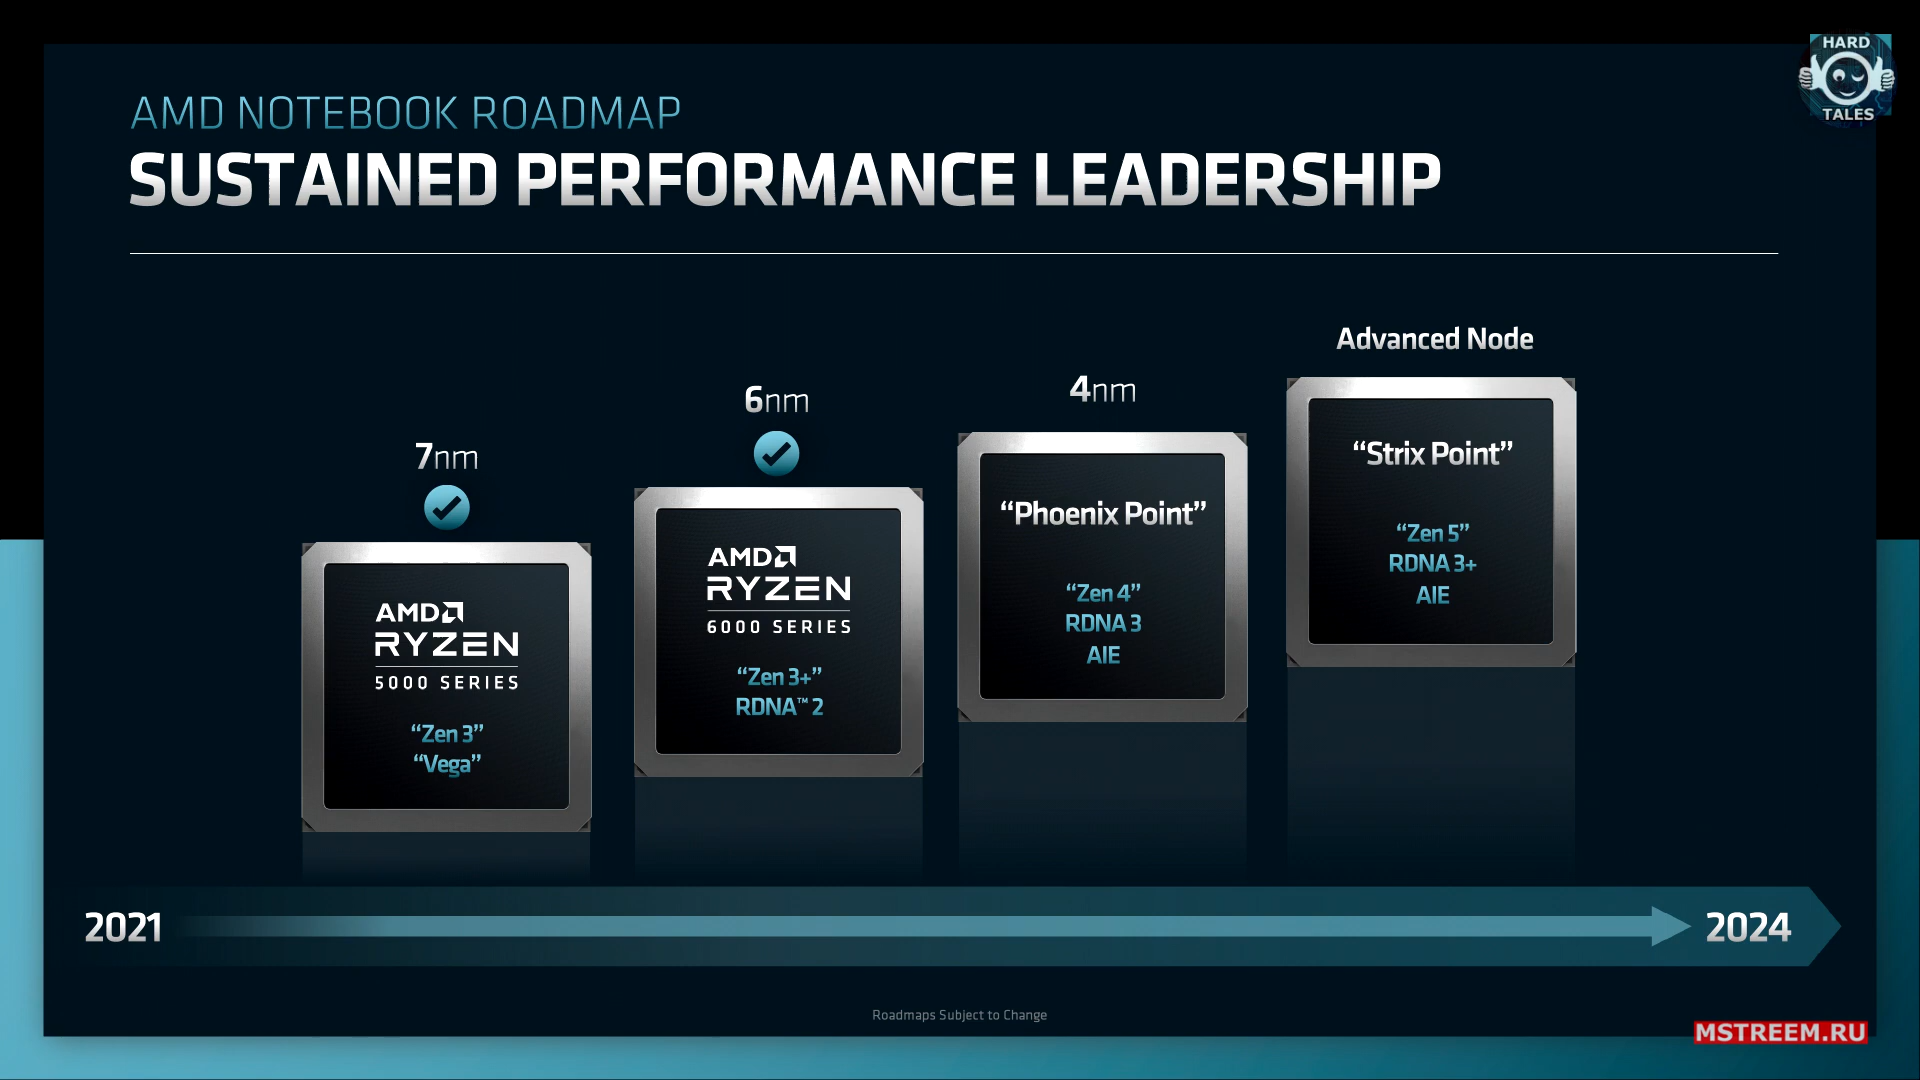 HARD
TALES
AMD NOTEBOOK ROADMAP
SUSTAINED PERFORMANCE LEADERSHIP
7nm
AMD
RYZEN
5000 SERIES
“Zen 3”
“Vega”
6nm
AMD
RYZEN
6000 SERIES
“Zen 3+”
RDNA™ 2
4nm
“Phoenix Point”
“Zen 4”
RDNA 3
AIE
Advanced Node
“Strix Point”
“Zen 5”
RDNA 3+
AIE
2021
2024
Roadmaps Subject to Change
MSTREEM.RU